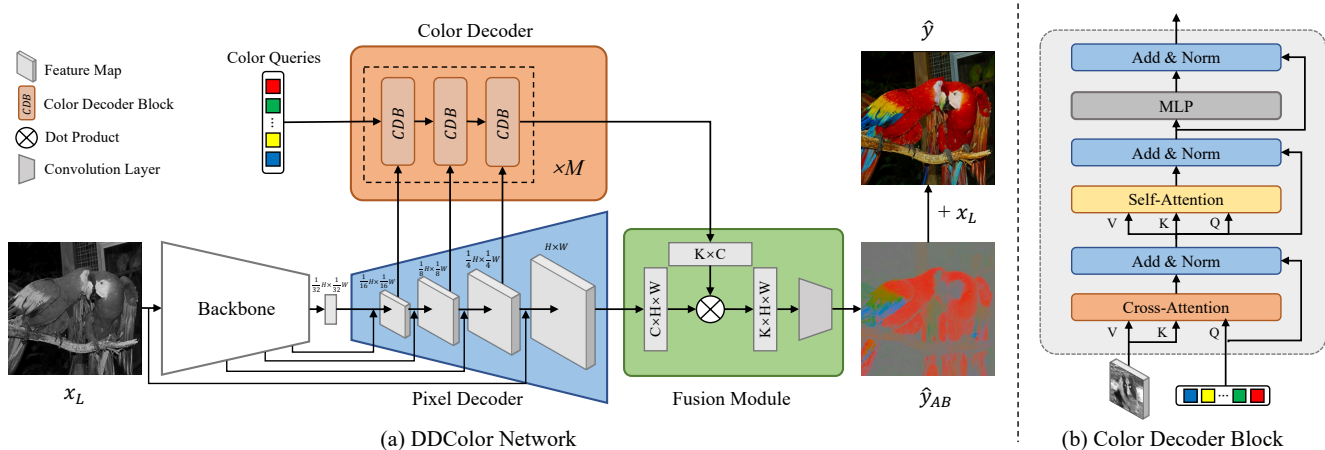 Feature Map
CDB
Color Decoder Block
Dot Product
Convolution Layer
Color Queries
...
Color Decoder
CDB
CDB
CDB
×M
x_L
Backbone
1/32 H×1/32 W
1/16 H×1/16 W
1/8 H×1/8 W
1/4 H×1/4 W
H×W
Pixel Decoder
K×C
C×H×W
K×H×W
Fusion Module
ŷ
+ x_L
ŷ_AB
(a) DDColor Network
Add & Norm
MLP
Add & Norm
Self-Attention
V K Q
Add & Norm
Cross-Attention
V K Q
...
(b) Color Decoder Block